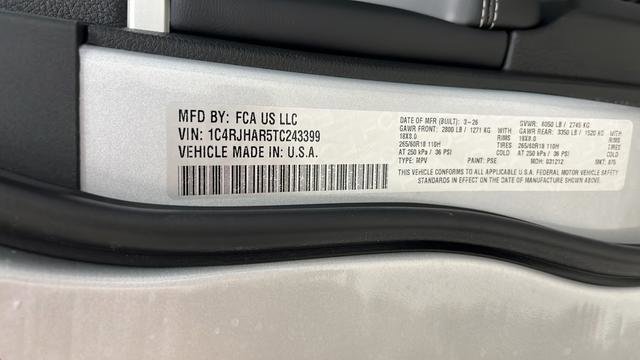 MFD BY: FCA US LLC
VIN: 1C4RJHAR5TC243399
VEHICLE MADE IN: U.S.A.
DATE OF MFR (BUILT): 3-26 GVWR: 6050 LB / 2745 KG
GAWR FRONT: 2800 LB / 1271 KG WITH GAWR REAR: 3350 LB / 1520 KG WITH
18X8.0 RIMS 18X8.0 RIMS
265/60R18 110H TIRES 265/60R18 110H TIRES
AT 250 kPa / 36 PSI COLD AT 250 kPa / 36 PSI COLD
TYPE: MPV PAINT: PSE MDH: 031212 MKT: 875
THIS VEHICLE CONFORMS TO ALL APPLICABLE U.S.A. FEDERAL MOTOR VEHICLE SAFETY
STANDARDS IN EFFECT ON THE DATE OF MANUFACTURE SHOWN ABOVE.